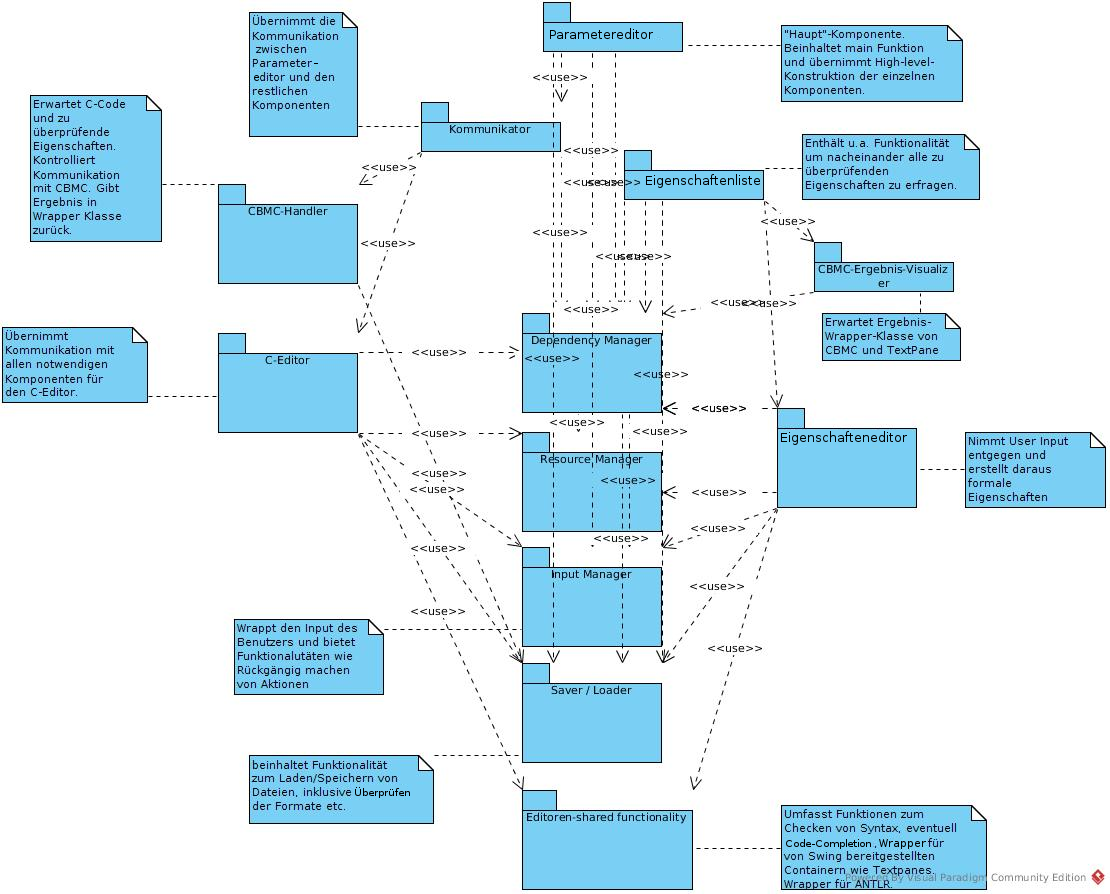 Übernimmt die
Kommunikation
zwischen
Parameter-
editor und den
restlichen
Komponenten
Parametereditor
"Haupt"-Komponente.
Beinhaltet main Funktion
und übernimmt High-level-
Konstruktion der einzelnen
Komponenten.
<<use>>
Erwartet C-Code
und zu
überprüfende
Eigenschaften.
Kontrolliert
Kommunikation
mit CBMC. Gibt
Ergebnis in
Wrapper Klasse
zurück.
Kommunikator
<<use>>
<<use>>
<<use>>
<<use>>
Eigenschaftenliste
Enthält u.a. Funktionalität
um nacheinander alle zu
überprüfenden
Eigenschaften zu erfragen.
CBMC-Handler
<<use>>
<<use>>
<<use>>
<<use>>
<<use>>
CBMC-Ergebnis-Visualiz
er
<<use>>
<<use>>
<<use>>
Erwartet Ergebnis-
Wrapper-Klasse von
CBMC und TextPane
Übernimmt
Kommunikation mit
allen notwendigen
Komponenten für
den C-Editor.
C-Editor
<<use>>
Dependency Manager
<<use>>
<<use>>
<<use>>
<<use>>
<<use>>
<<use>>
Eigenschafteneditor
Nimmt User Input
entgegen und
erstellt daraus
formale
Eigenschaften
Resource Manager
<<use>>
<<use>>
<<use>>
<<use>>
<<use>>
<<use>>
<<use>>
Input Manager
<<use>>
<<use>>
<<use>>
Wrappt den Input des
Benutzers und bietet
Funktionalutäten wie
Rückgängig machen
von Aktionen
<<use>>
Saver / Loader
beinhaltet Funktionalität
zum Laden/Speichern von
Dateien, inklusive Überprüfen
der Formate etc.
Editoren-shared functionality
Umfasst Funktionen zum
Checken von Syntax, eventuell
Code-Completion, Wrapper für
von Swing bereitgestellten
Containern wie Textpanes.
Wrapper für ANTLR.
Powered By Visual Paradigm Community Edition